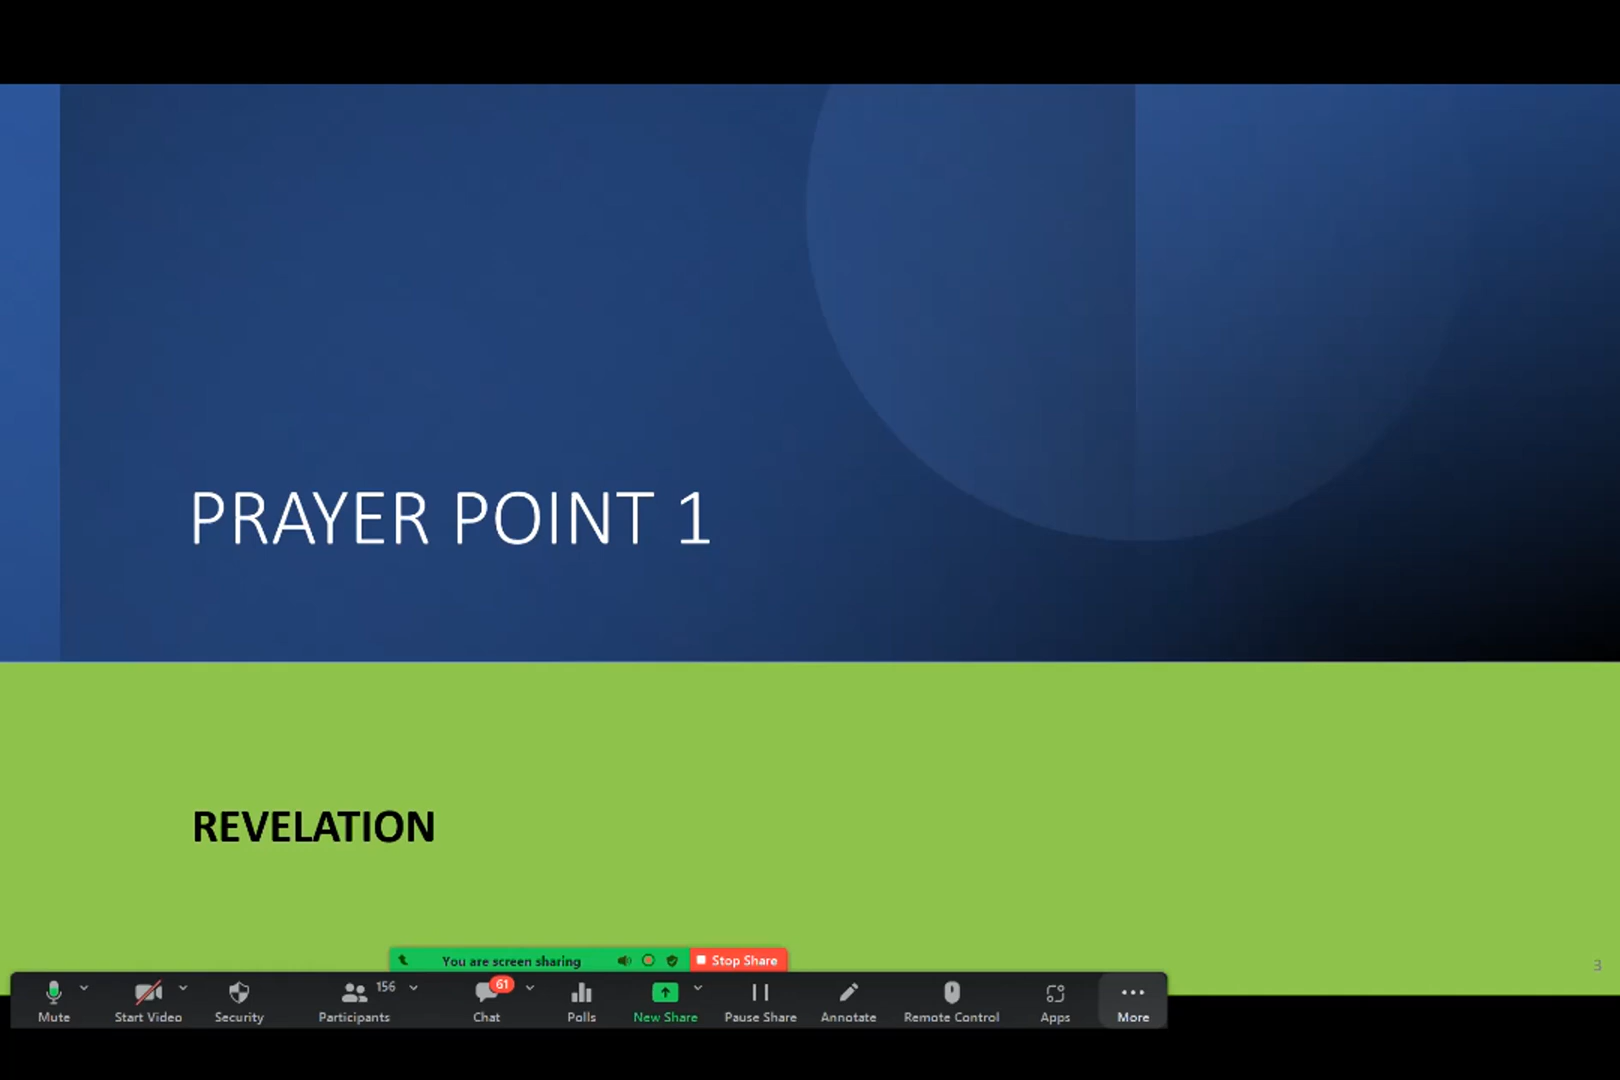 PRAYER POINT 1
REVELATION
3
You are screen sharing Stop Share
Mute Start Video Security Participants 156 Chat 61 Polls New Share Pause Share Annotate Remote Control Apps More